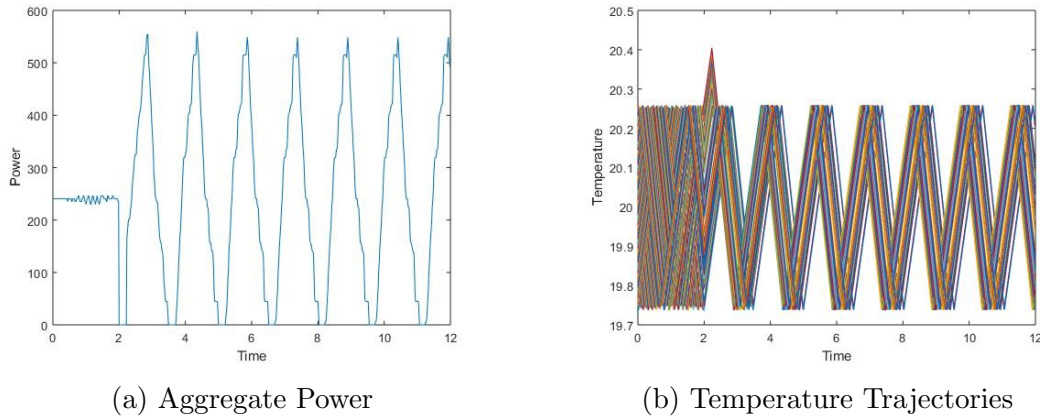 600
500
400
300
200
100
0
Power
0 2 4 6 8 10 12
Time
20.5
20.4
20.3
20.2
20.1
20
19.9
19.8
19.7
Temperature
0 2 4 6 8 10 12
Time
(a) Aggregate Power
(b) Temperature Trajectories